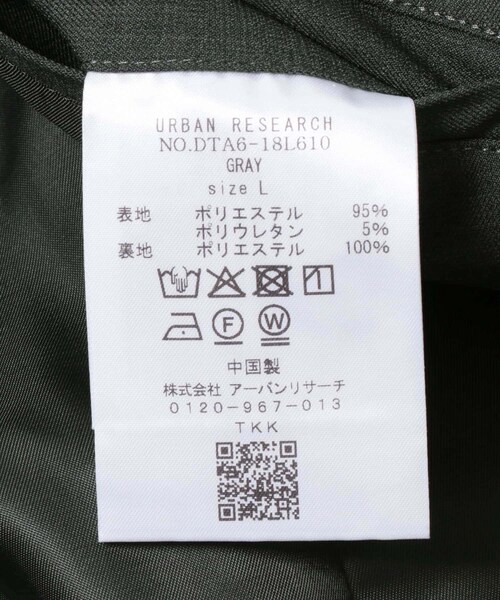 URBAN RESEARCH
NO.DTA6-18L610
GRAY
size L
表地 ポリエステル 95%
ポリウレタン 5%
裏地 ポリエステル 100%
F W
中国製
株式会社 アーバンリサーチ
0120-967-013
TKK